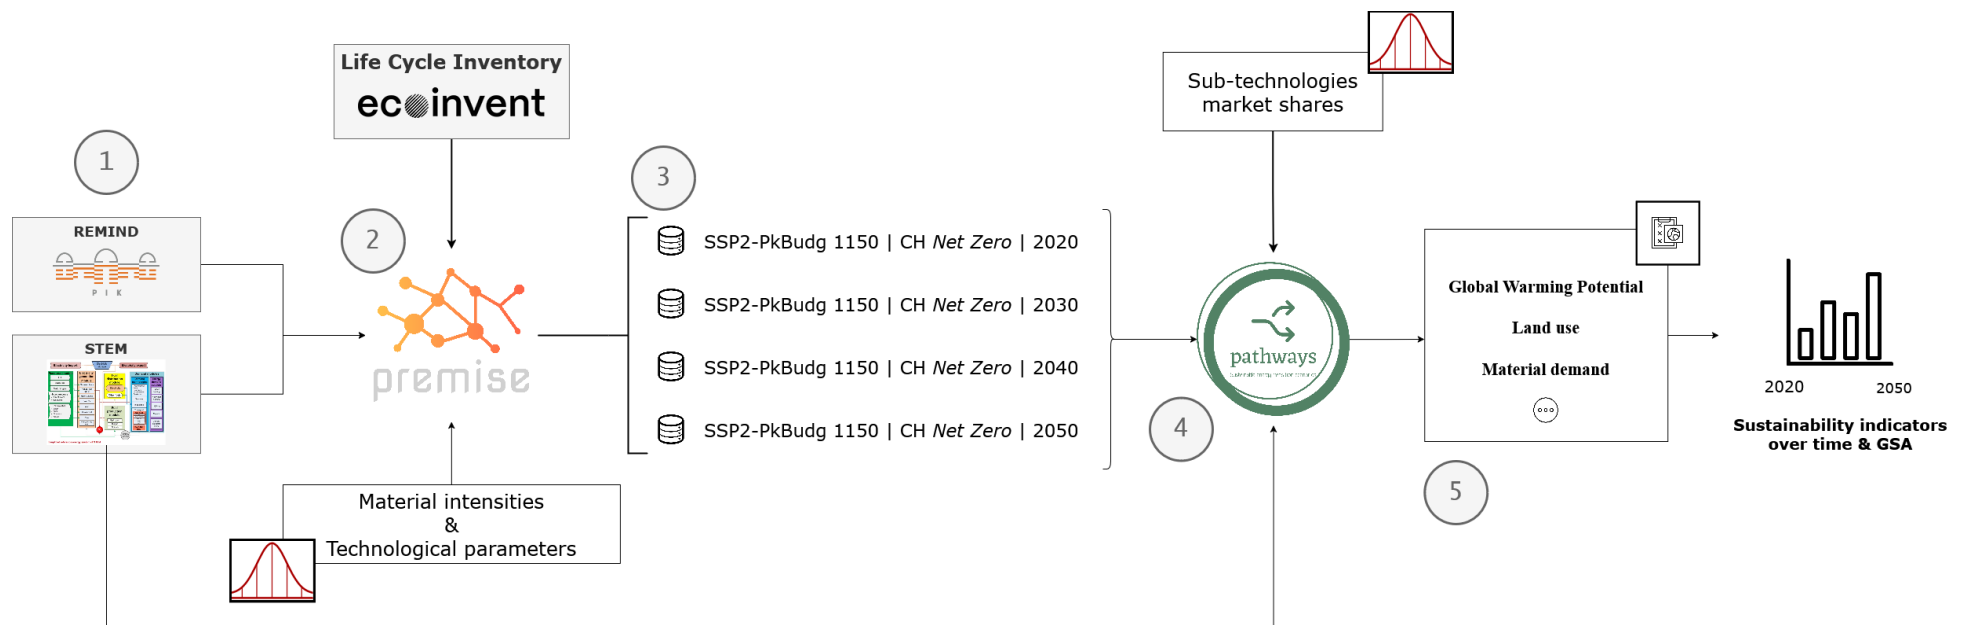 Life Cycle Inventory
ecoinvent
Sub-technologies
market shares
1
REMIND
P I K
STEM
2
premise
Material intensities
&
Technological parameters
3
SSP2-PkBudg 1150 | CH Net Zero | 2020
SSP2-PkBudg 1150 | CH Net Zero | 2030
SSP2-PkBudg 1150 | CH Net Zero | 2040
SSP2-PkBudg 1150 | CH Net Zero | 2050
pathways
4
Global Warming Potential
Land use
Material demand
5
2020
2050
Sustainability indicators
over time & GSA